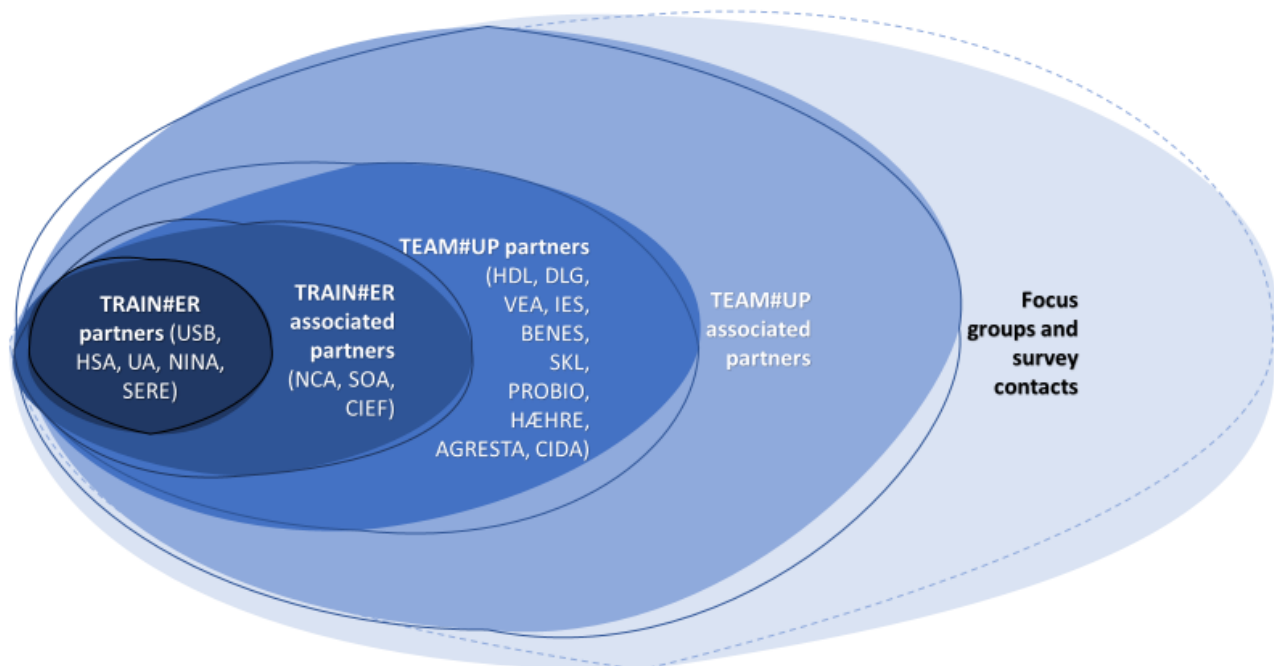 TRAIN#ER
partners (USB,
HSA, UA, NINA,
SERE)
TRAIN#ER
associated
partners
(NCA, SOA,
CIEF)
TEAM#UP partners
(HDL, DLG,
VEA, IES,
BENES,
SKL,
PROBIO,
HÆHRE,
AGRESTA, CIDA)
TEAM#UP
associated
partners
Focus
groups and
survey
contacts